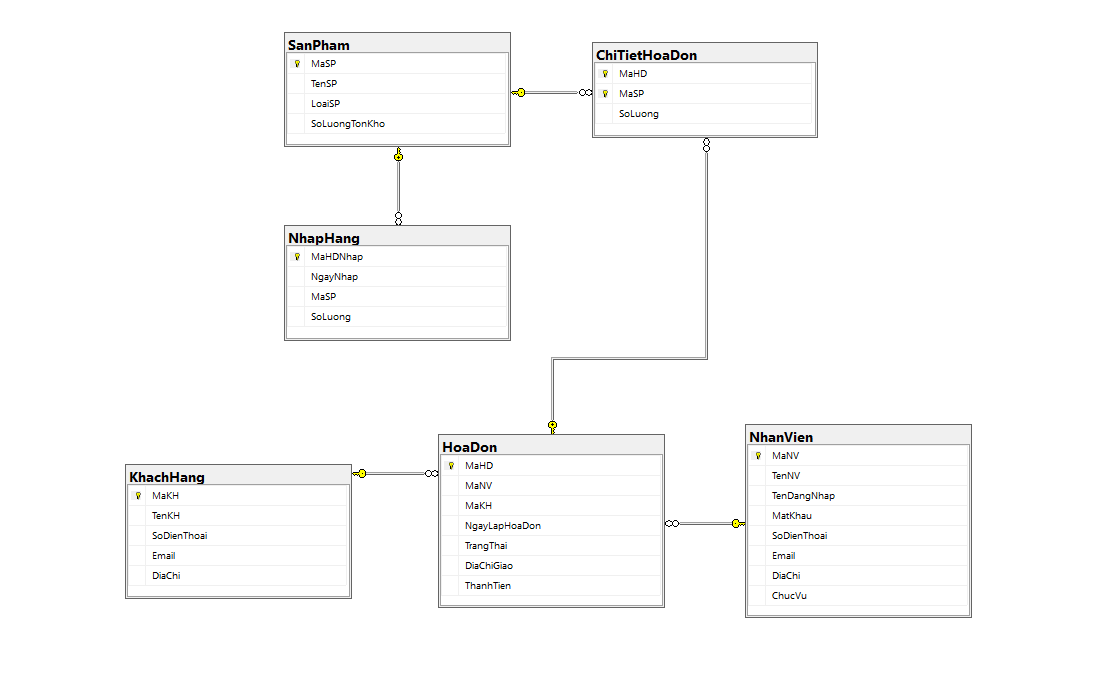 SanPham
MaSP
TenSP
LoaiSP
SoLuongTonKho
ChiTietHoaDon
MaHD
MaSP
SoLuong
NhapHang
MaHDNhap
NgayNhap
MaSP
SoLuong
KhachHang
MaKH
TenKH
SoDienThoai
Email
DiaChi
HoaDon
MaHD
MaNV
MaKH
NgayLapHoaDon
TrangThai
DiaChiGiao
ThanhTien
NhanVien
MaNV
TenNV
TenDangNhap
MatKhau
SoDienThoai
Email
DiaChi
ChucVu